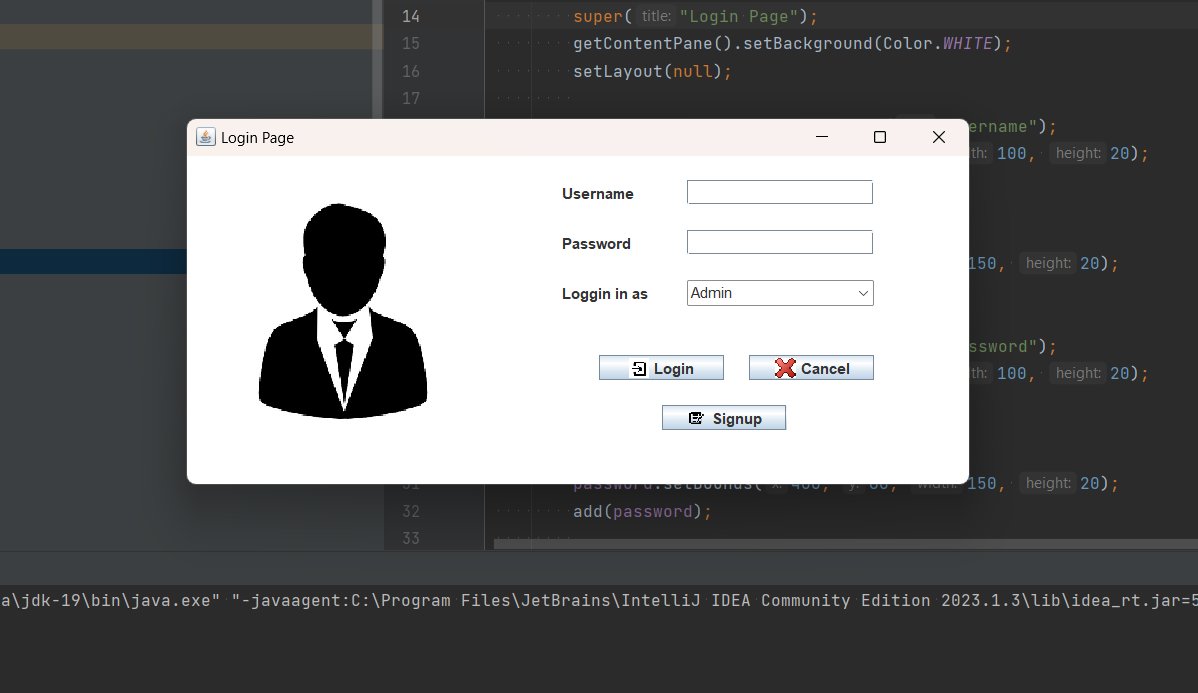 14 super( title: "Login Page");
15 getContentPane().setBackground(Color.WHITE);
16 setLayout(null);
17
ername");
th: 100, height: 20);
150, height: 20);
ssword");
th: 100, height: 20);
Login Page
Username
Password
Loggin in as Admin
Login Cancel
Signup
password.setBounds( x: 400, y: 60, width: 150, height: 20);
32 add(password);
33
a\jdk-19\bin\java.exe" "-javaagent:C:\Program Files\JetBrains\IntelliJ IDEA Community Edition 2023.1.3\lib\idea_rt.jar=5